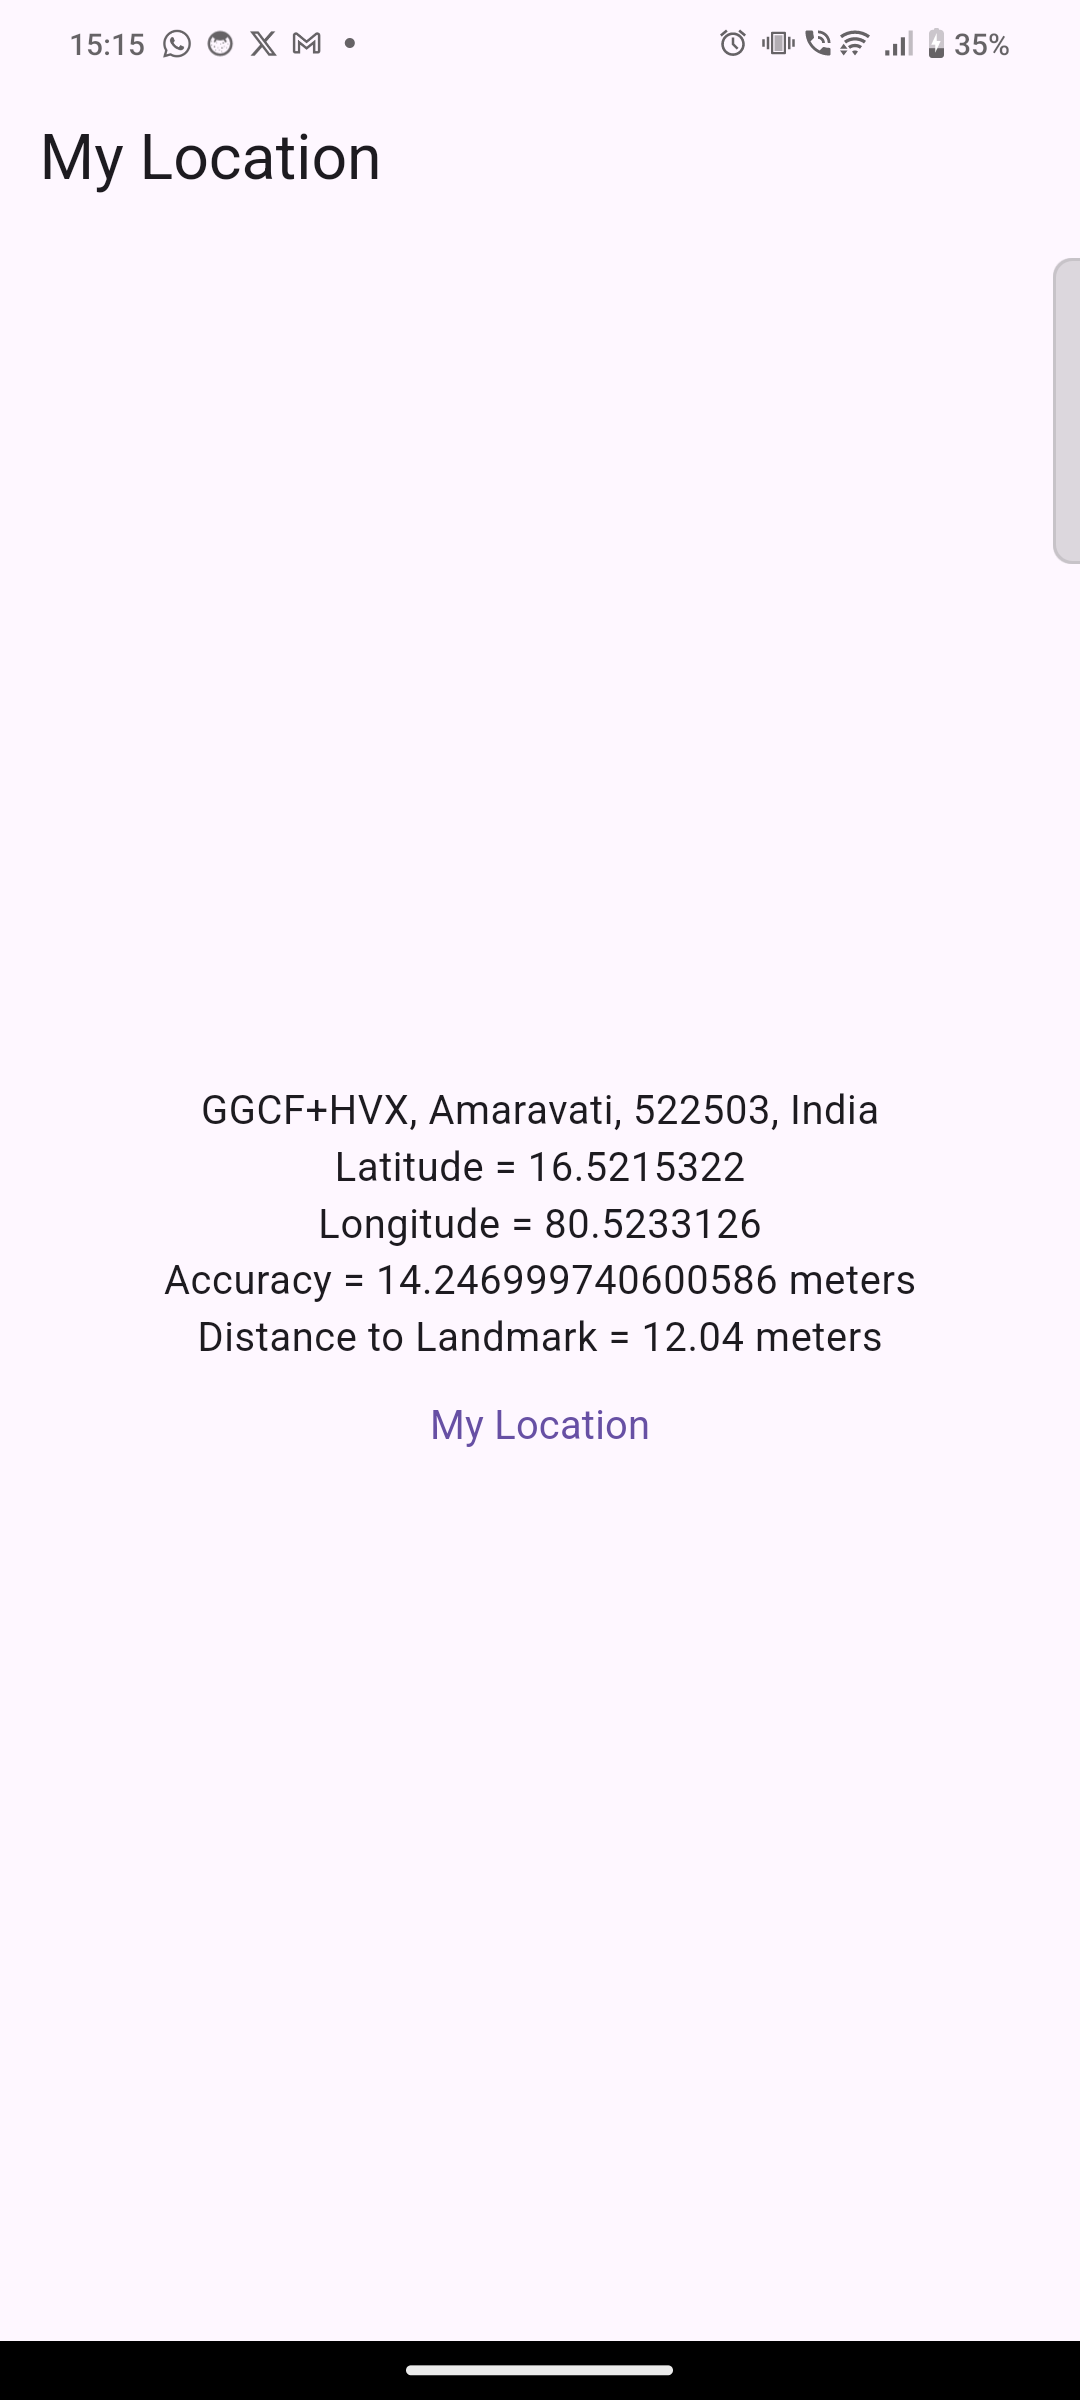 15:15 35%
My Location
GGCF+HVX, Amaravati, 522503, India
Latitude = 16.5215322
Longitude = 80.5233126
Accuracy = 14.246999740600586 meters
Distance to Landmark = 12.04 meters
My Location